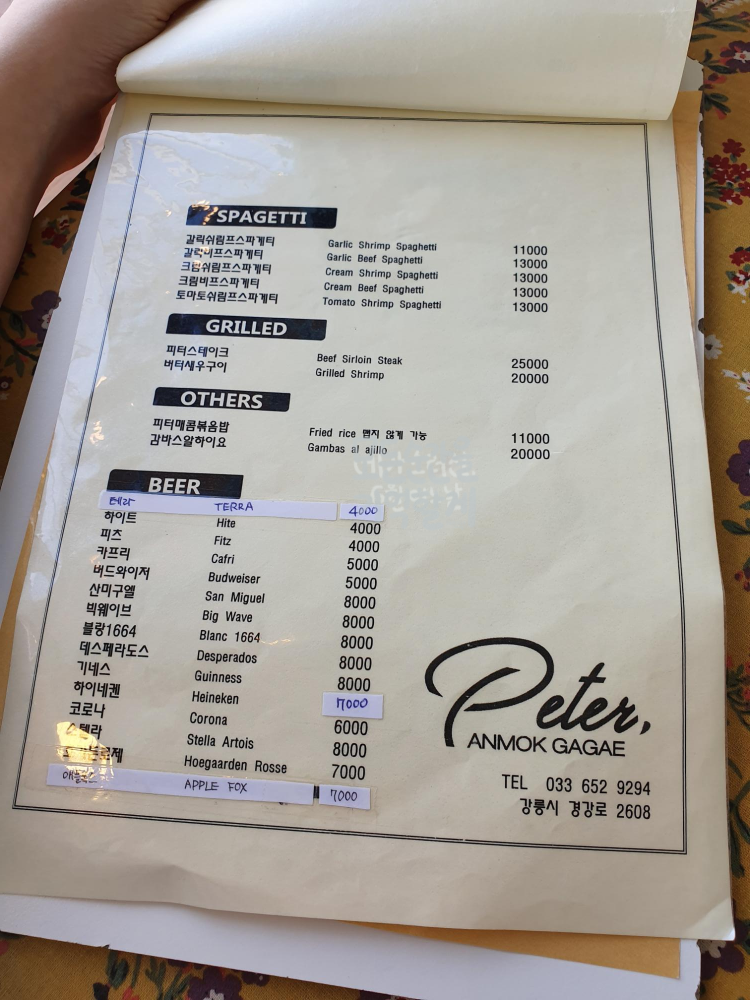 SPAGETTI
갈릭쉬림프스파게티 Garlic Shrimp Spaghetti 11000
갈릭비프스파게티 Garlic Beef Spaghetti 13000
크림쉬림프스파게티 Cream Shrimp Spaghetti 13000
크림비프스파게티 Cream Beef Spaghetti 13000
토마토쉬림프스파게티 Tomato Shrimp Spaghetti 13000
GRILLED
피터스테이크 Beef Sirloin Steak 25000
버터새우구이 Grilled Shrimp 20000
OTHERS
피터매콤볶음밥 Fried rice 맵지 않게 가능 11000
감바스알하이요 Gambas al ajillo 20000
BEER
테라 TERRA 4000
하이트 Hite 4000
피츠 Fitz 4000
카프리 Cafri 5000
버드와이저 Budweiser 5000
산미구엘 San Miguel 8000
빅웨이브 Big Wave 8000
블랑1664 Blanc 1664 8000
데스페라도스 Desperados 8000
기네스 Guinness 8000
하이네켄 Heineken 7000
코로나 Corona 6000
스텔라 Stella Artois 8000
Hoegaarden Rosse 7000
APPLE FOX 7000
Peter,
ANMOK GAGAE
TEL 033 652 9294
강릉시 경강로 2608